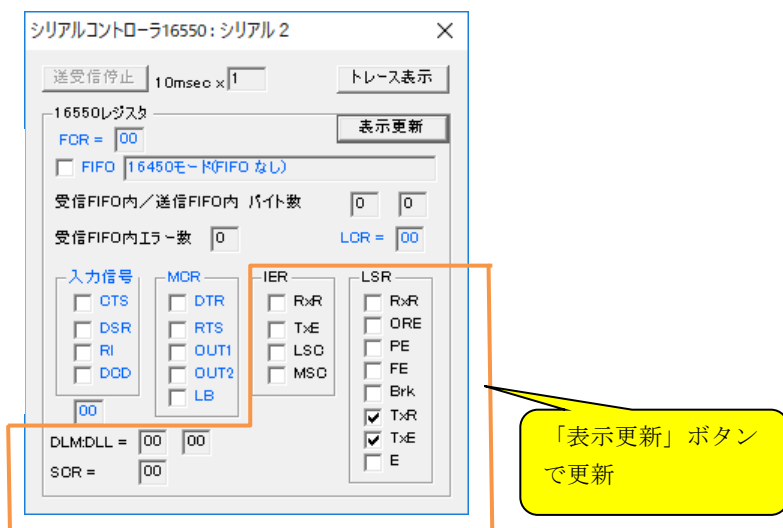 シリアルコントローラ16550 : シリアル 2
送受信停止 10msec x 1 トレース表示
16550レジスタ
表示更新
FCR = 00
FIFO 16450モード(FIFO なし)
受信FIFO内/送信FIFO内 バイト数 0 0
受信FIFO内エラー数 0 LCR = 00
入力信号 MCR IER LSR
CTS DTR RxR RxR
DSR RTS TxE ORE
RI OUT1 LSC PE
DCD OUT2 MSC FE
LB Brk
00 TxR
DLM:DLL = 00 00 TxE
SCR = 00 E
「表示更新」ボタン
で更新